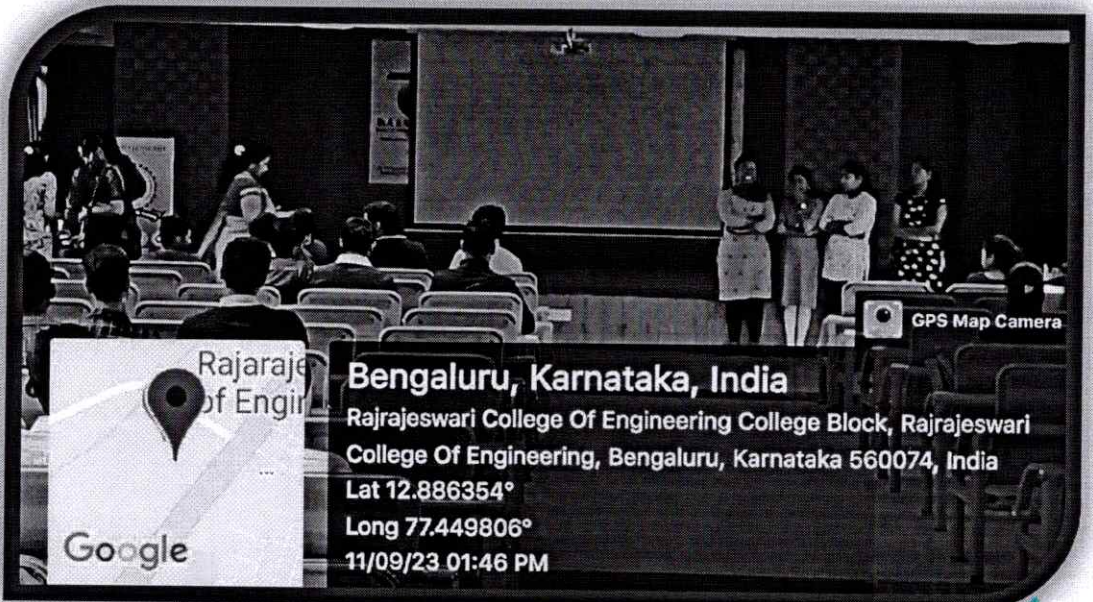 GPS Map Camera
Rajaraje
of Engir
Google
Bengaluru, Karnataka, India
Rajrajeswari College Of Engineering College Block, Rajrajeswari
College Of Engineering, Bengaluru, Karnataka 560074, India
Lat 12.886354°
Long 77.449806°
11/09/23 01:46 PM